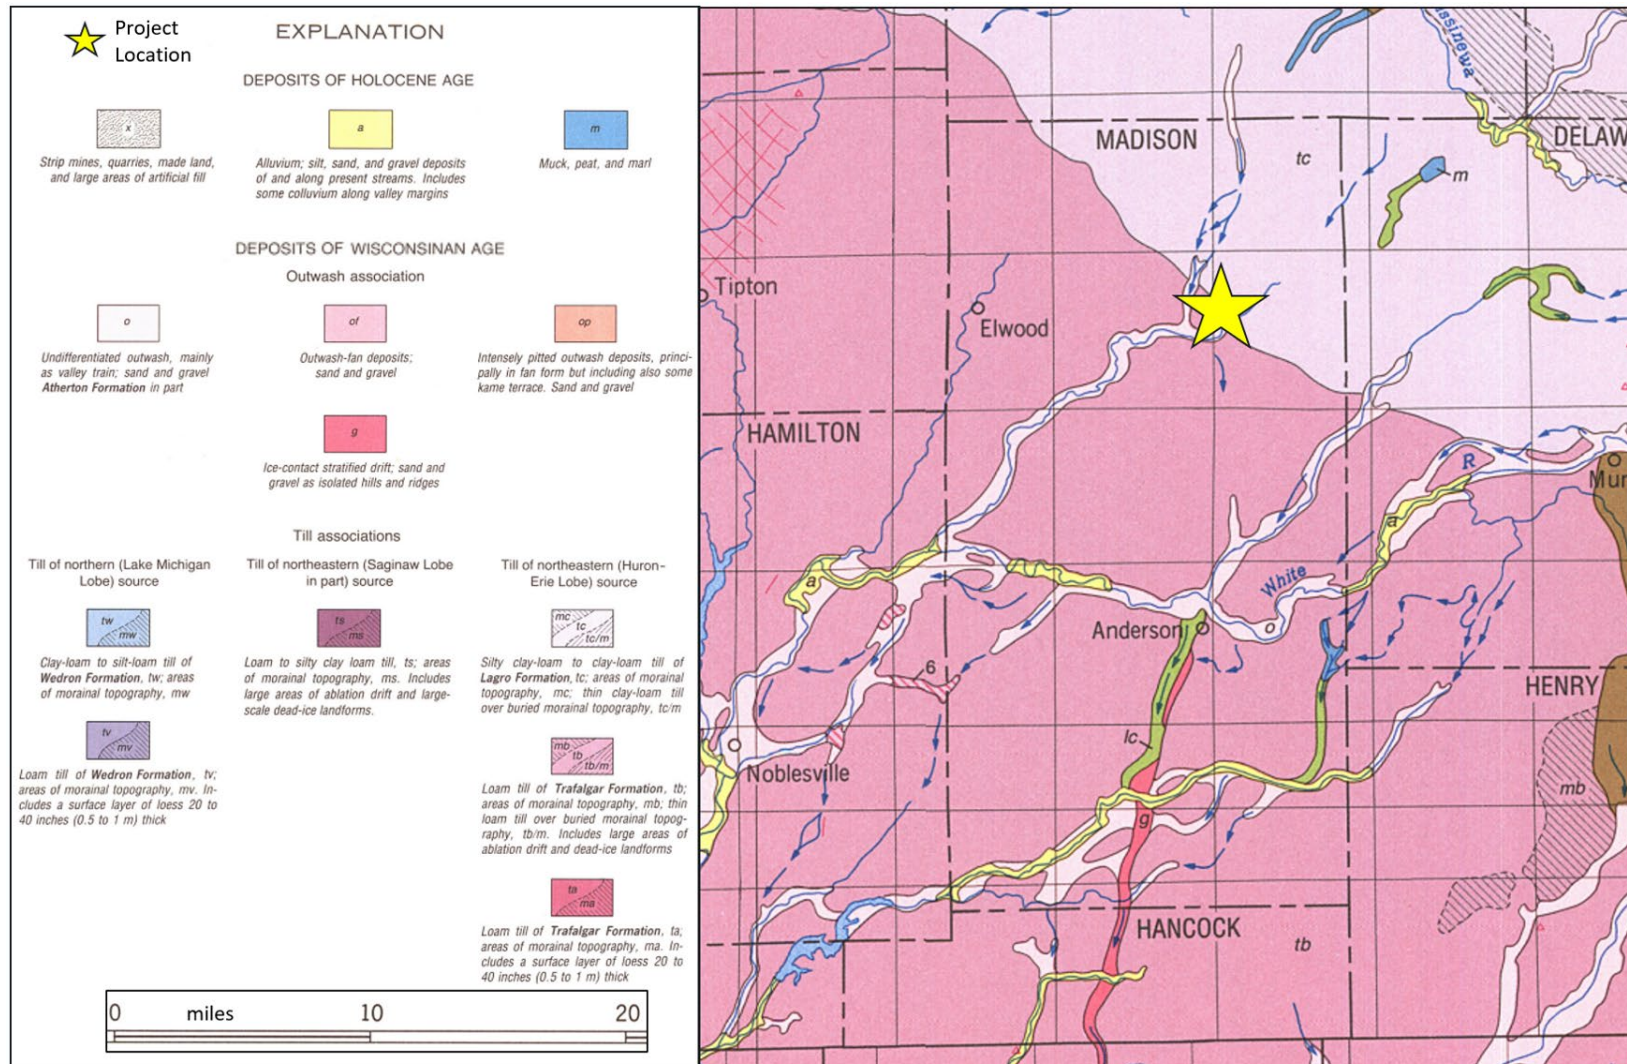 Project
Location
EXPLANATION
DEPOSITS OF HOLOCENE AGE
x
a
m
Strip mines, quarries, made land,
and large areas of artificial fill
Alluvium; silt, sand, and gravel deposits
of and along present streams. Includes
some colluvium along valley margins
Muck, peat, and marl
DEPOSITS OF WISCONSINAN AGE
Outwash association
o
of
op
Undifferentiated outwash, mainly
as valley train; sand and gravel
Atherton Formation in part
Outwash-fan deposits;
sand and gravel
Intensely pitted outwash deposits, princi-
pally in fan form but including also some
kame terrace. Sand and gravel
g
Ice-contact stratified drift; sand and
gravel as isolated hills and ridges
Till associations
Till of northern (Lake Michigan
Lobe) source
Till of northeastern (Saginaw Lobe
in part) source
Till of northeastern (Huron-
Erie Lobe) source
tw
mw
ts
ms
mc
tc
tc/m
Clay-loam to silt-loam till of
Wedron Formation, tw; areas
of morainal topography, mw
Loam to silty clay loam till, ts; areas
of morainal topography, ms. Includes
large areas of ablation drift and large-
scale dead-ice landforms.
Silty clay-loam to clay-loam till of
Lagro Formation, tc; areas of morainal
topography, mc; thin clay-loam till
over buried morainal topography, tc/m
tv
mv
Loam till of Wedron Formation, tv;
areas of morainal topography, mv. In-
cludes a surface layer of loess 20 to
40 inches (0.5 to 1 m) thick
mb
tb
tb/m
Loam till of Trafalgar Formation, tb;
areas of morainal topography, mb; thin
loam till over buried morainal topog-
raphy, tb/m. Includes large areas of
ablation drift and dead-ice landforms
ta
ma
Loam till of Trafalgar Formation, ta;
areas of morainal topography, ma. In-
cludes a surface layer of loess 20 to
40 inches (0.5 to 1 m) thick
0 miles 10 20
ssinewa
MADISON
DELAW
tc
m
Tipton
Elwood
HAMILTON
R
Mun
a
a
White
Anderson
o
6
HENRY
lc
Noblesville
mb
g
HANCOCK
tb